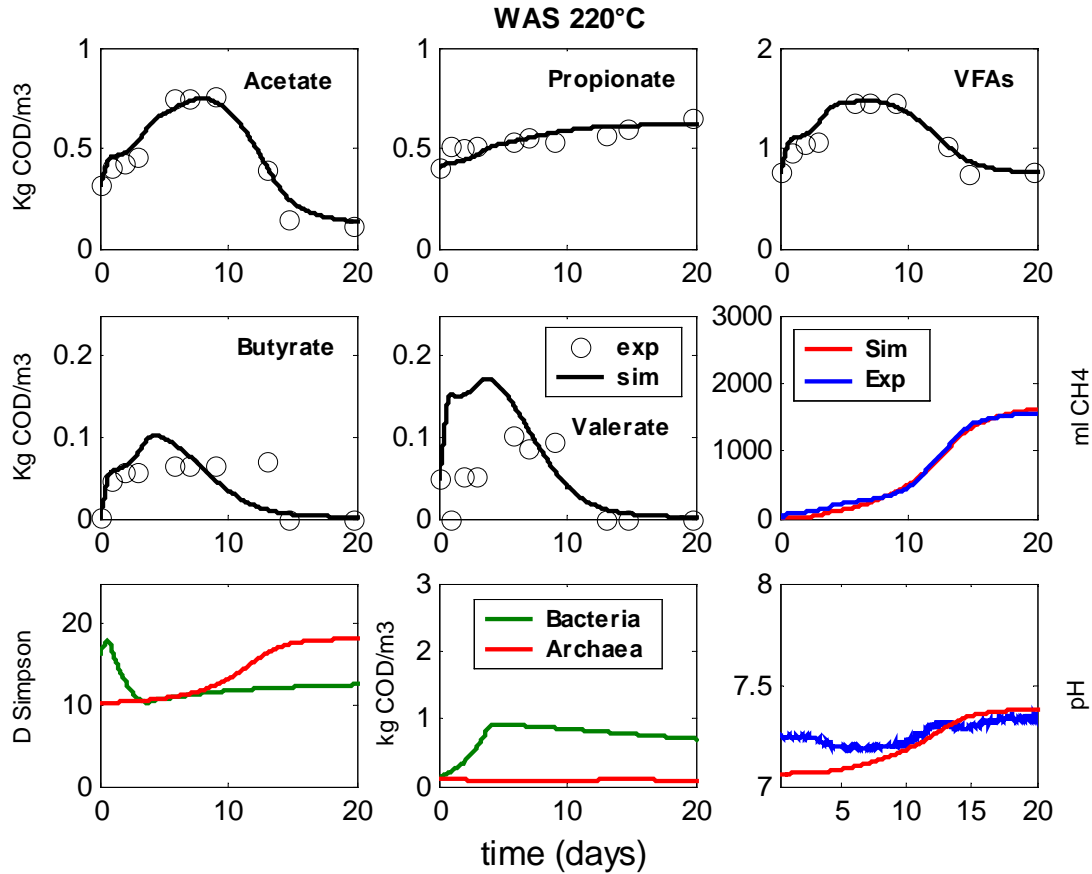 WAS 220°C
Kg COD/m3
1
0.5
0
Acetate
0 10 20
1
0.5
0
Propionate
0 10 20
2
1
0
VFAs
0 10 20
Kg COD/m3
0.2
0.1
0
Butyrate
0 10 20
0.2
0.1
0
exp
sim
Valerate
0 10 20
3000
2000
1000
0
Sim
Exp
ml CH4
0 10 20
D Simpson
20
10
0
0 10 20
kg COD/m3
3
2
1
0
Bacteria
Archaea
0 10 20
8
7.5
7
pH
5 10 15 20
time (days)